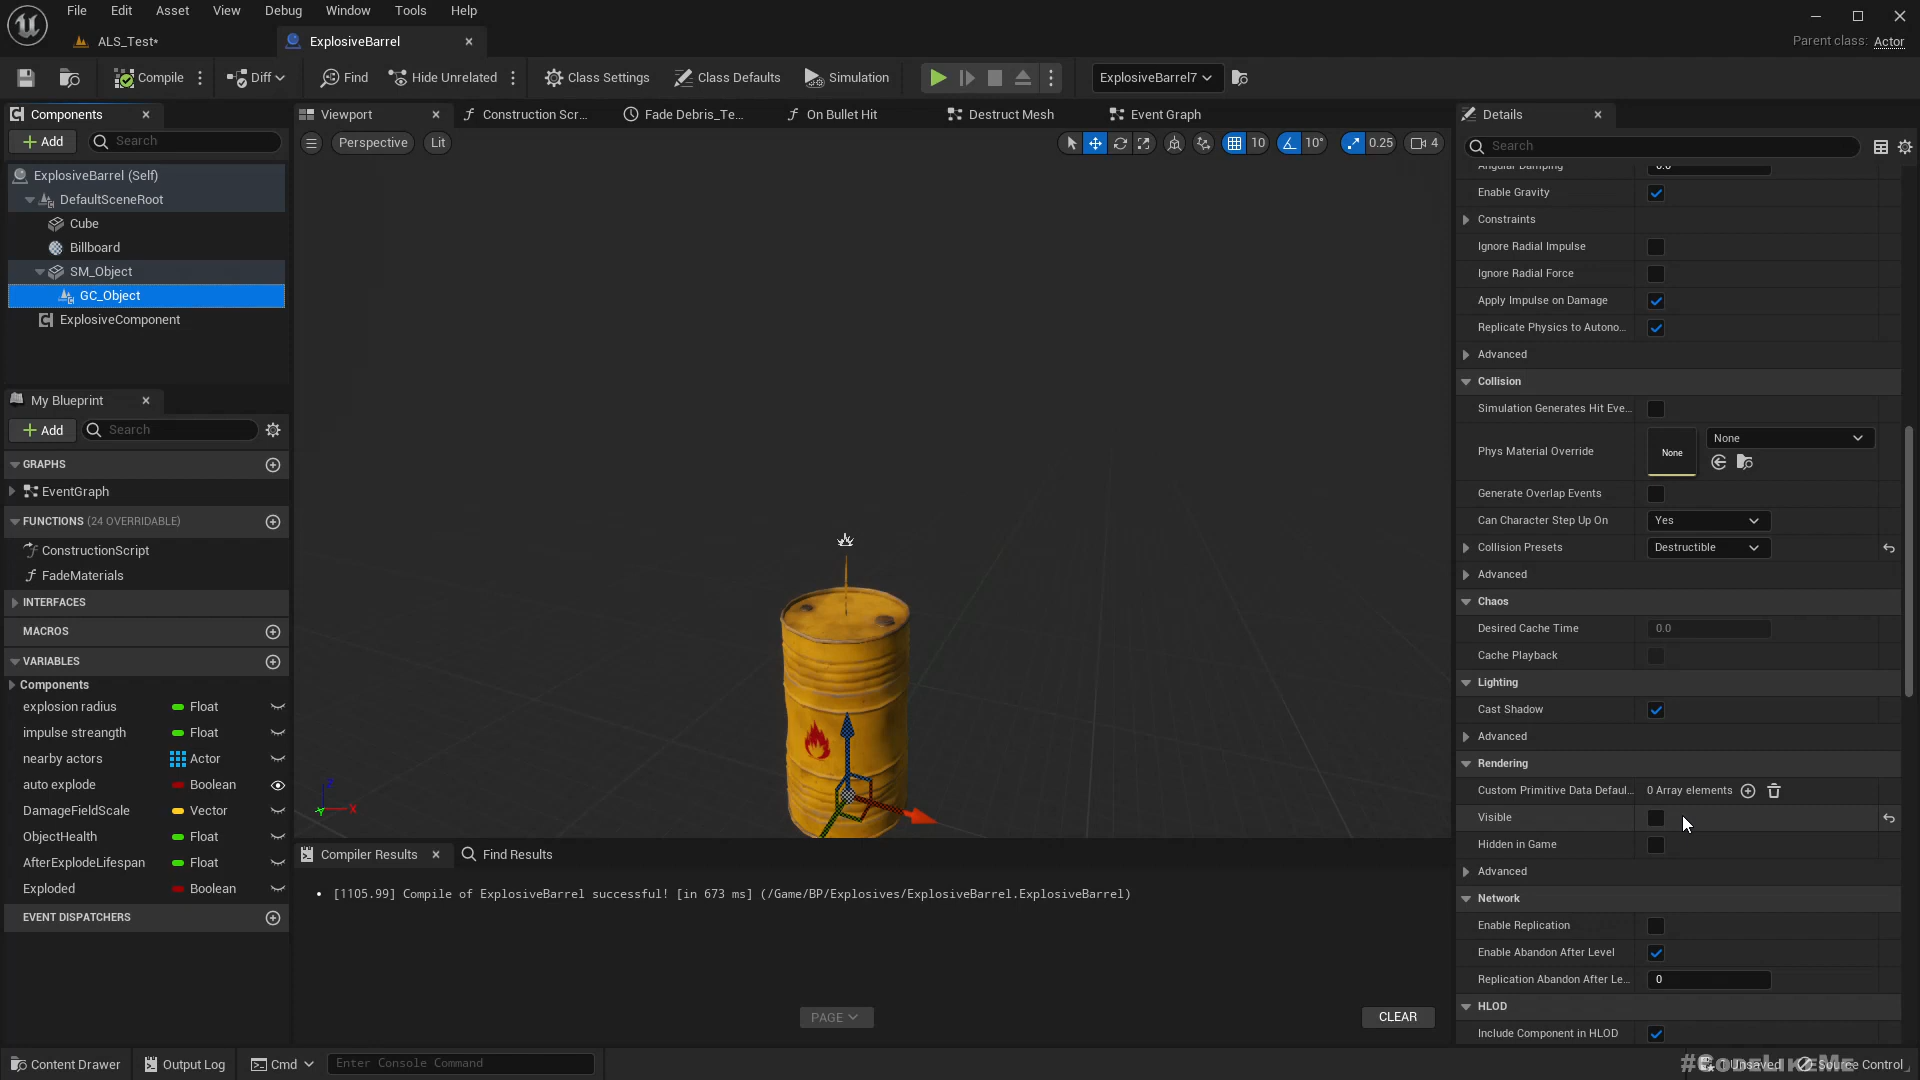 File Edit Asset View Debug Window Tools Help
ALS_Test*
ExplosiveBarrel
Parent class: Actor
Compile
Diff
Find
Hide Unrelated
Class Settings
Class Defaults
Simulation
ExplosiveBarrel7
Components
Add
Search
ExplosiveBarrel (Self)
DefaultSceneRoot
Cube
Billboard
SM_Object
GC_Object
ExplosiveComponent
My Blueprint
Add
Search
GRAPHS
EventGraph
FUNCTIONS (24 OVERRIDABLE)
ConstructionScript
FadeMaterials
INTERFACES
MACROS
VARIABLES
Components
explosion radius Float
impulse streangth Float
nearby actors Actor
auto explode Boolean
DamageFieldScale Vector
ObjectHealth Float
AfterExplodeLifespan Float
Exploded Boolean
EVENT DISPATCHERS
Viewport
Construction Scr...
Fade Debris_Te...
On Bullet Hit
Destruct Mesh
Event Graph
Perspective
Lit
10
10°
0.25
4
Z
X
Y
Compiler Results
Find Results
[1105.99] Compile of ExplosiveBarrel successful! [in 673 ms] (/Game/BP/Explosives/ExplosiveBarrel.ExplosiveBarrel)
PAGE
CLEAR
Details
Search
Angular Damping 0.0
Enable Gravity
Constraints
Ignore Radial Impulse
Ignore Radial Force
Apply Impulse on Damage
Replicate Physics to Autono...
Advanced
Collision
Simulation Generates Hit Eve...
Phys Material Override
None
None
Generate Overlap Events
Can Character Step Up On Yes
Collision Presets Destructible
Advanced
Chaos
Desired Cache Time 0.0
Cache Playback
Lighting
Cast Shadow
Advanced
Rendering
Custom Primitive Data Defaul... 0 Array elements
Visible
Hidden in Game
Advanced
Network
Enable Replication
Enable Abandon After Level
Replication Abandon After Le... 0
HLOD
Include Component in HLOD
Content Drawer
Output Log
Cmd
Enter Console Command
1 Unsaved
Source Control
#CodeLikeMe